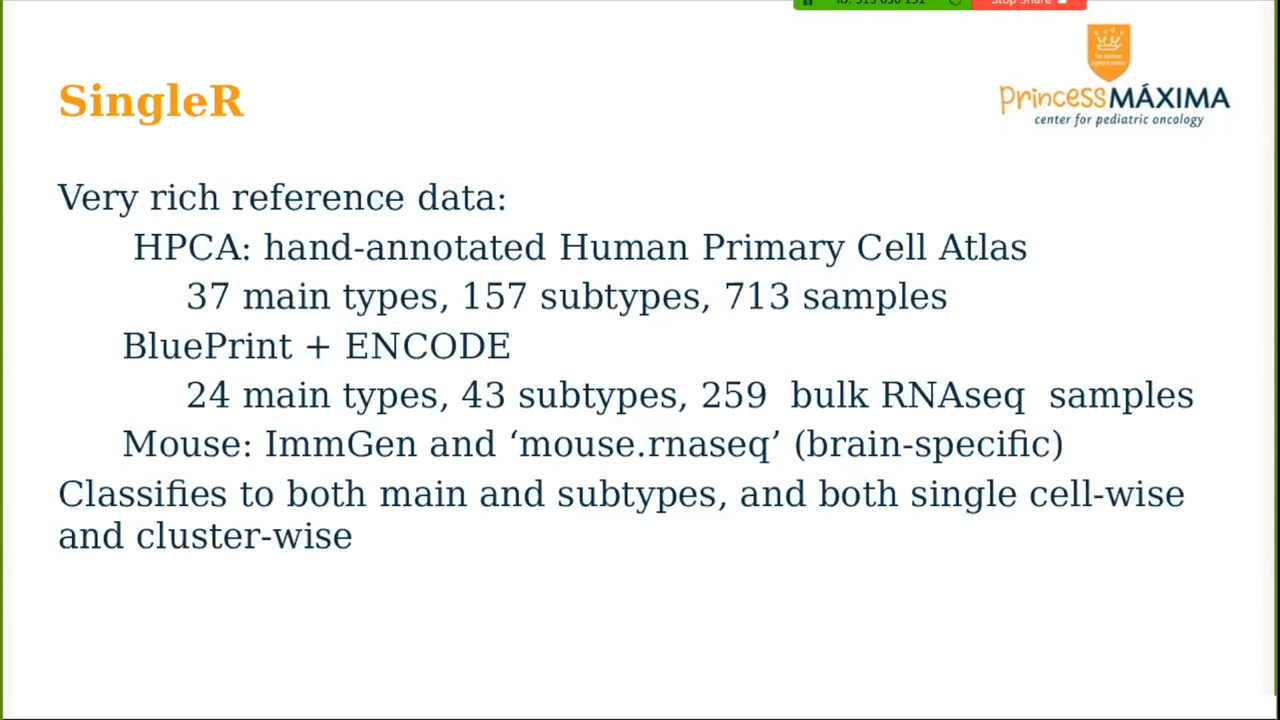 SingleR
PrincessMÁXIMA
center for pediatric oncology
Very rich reference data:
HPCA: hand-annotated Human Primary Cell Atlas
37 main types, 157 subtypes, 713 samples
BluePrint + ENCODE
24 main types, 43 subtypes, 259 bulk RNAseq samples
Mouse: ImmGen and ‘mouse.rnaseq’ (brain-specific)
Classifies to both main and subtypes, and both single cell-wise
and cluster-wise